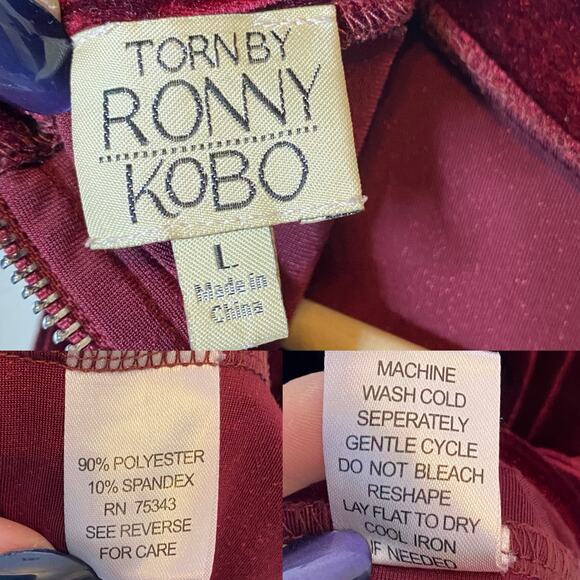 TORN BY
RONNY
KOBO
L
Made in
China
90% POLYESTER
10% SPANDEX
RN 75343
SEE REVERSE
FOR CARE
MACHINE
WASH COLD
SEPERATELY
GENTLE CYCLE
DO NOT BLEACH
RESHAPE
LAY FLAT TO DRY
COOL IRON
IF NEEDED